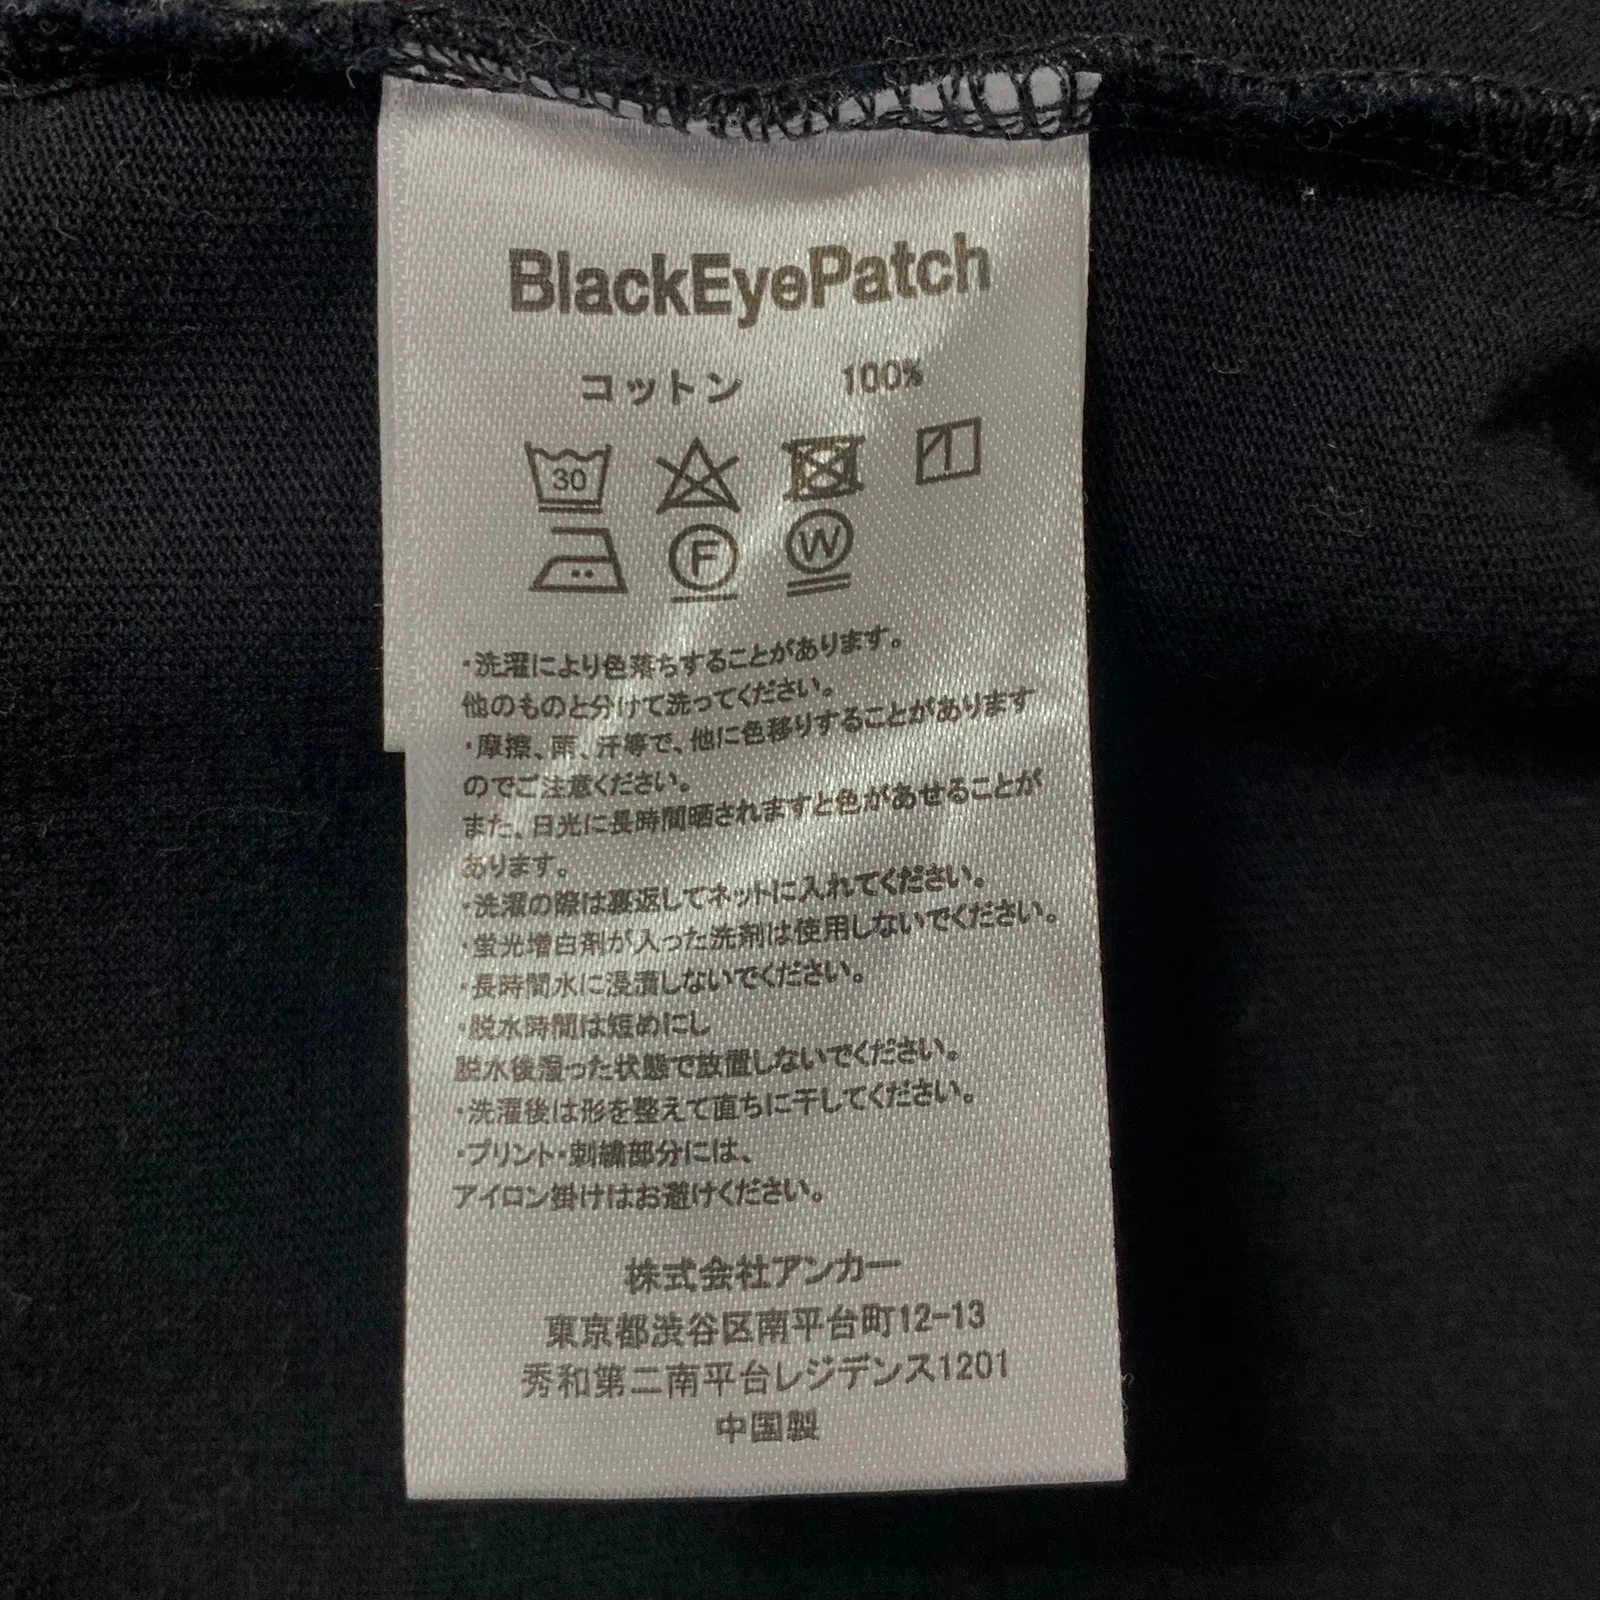 BlackEyePatch
コットン 100%
30
F W
・洗濯により色落ちすることがあります。
他のものと分けて洗ってください。
・摩擦、雨、汗等で、他に色移りすることがあります
のでご注意ください。
また、日光に長時間晒されますと色があせることが
あります。
・洗濯の際は裏返してネットに入れてください。
・蛍光増白剤が入った洗剤は使用しないでください。
・長時間水に浸漬しないでください。
・脱水時間は短めにし
脱水後湿った状態で放置しないでください。
・洗濯後は形を整えて直ちに干してください。
・プリント・刺繍部分には、
アイロン掛けはお避けください。
株式会社アンカー
東京都渋谷区南平台町12-13
秀和第二南平台レジデンス1201
中国製